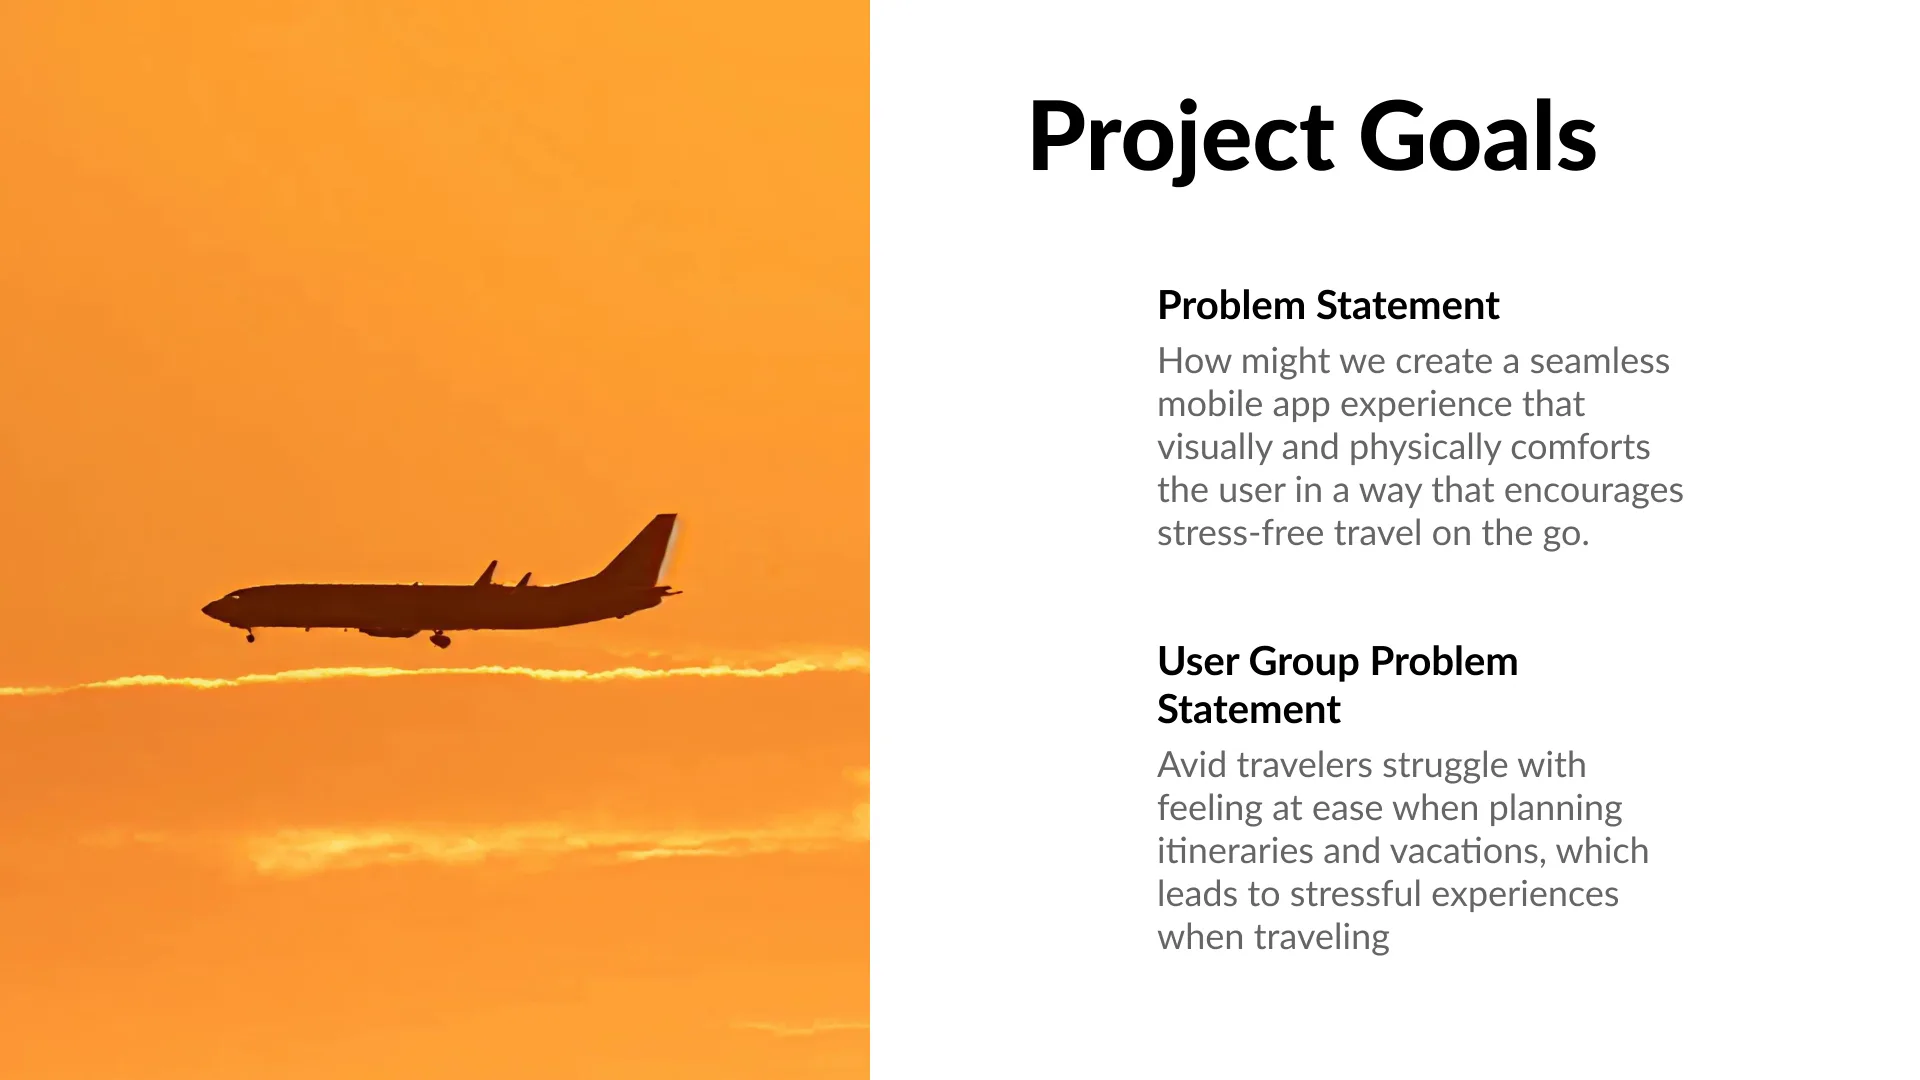 Project Goals
Problem Statement
How might we create a seamless
mobile app experience that
visually and physically comforts
the user in a way that encourages
stress-free travel on the go.
User Group Problem
Statement
Avid travelers struggle with
feeling at ease when planning
itineraries and vacations, which
leads to stressful experiences
when traveling